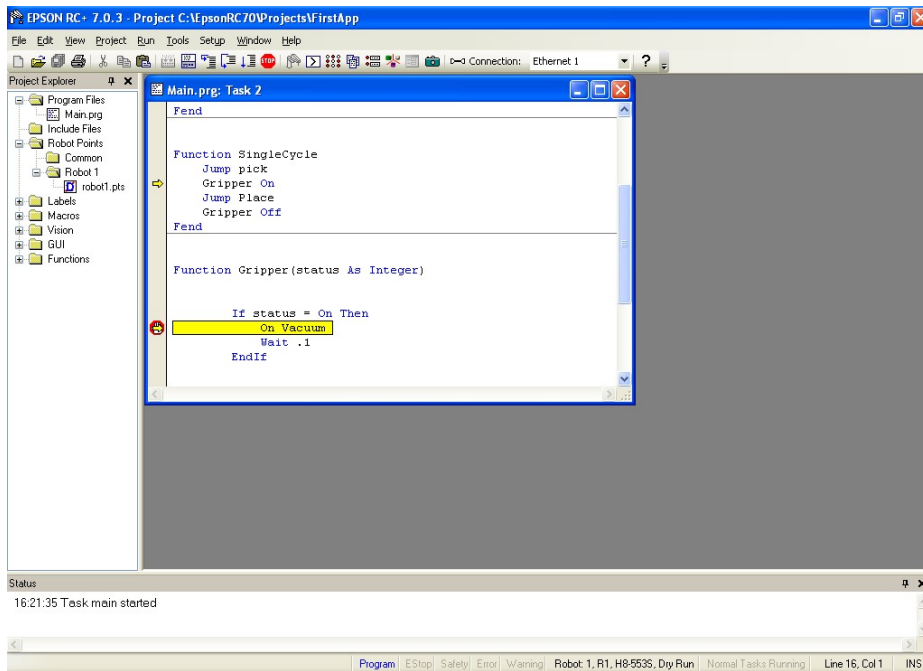 EPSON RC+ 7.0.3 - Project C:\EpsonRC70\Projects\FirstApp
File Edit View Project Run Tools Setup Window Help
Connection: Ethernet 1
Project Explorer
Program Files
Main.prg
Include Files
Robot Points
Common
Robot 1
robot1.pts
Labels
Macros
Vision
GUI
Functions
Main.prg: Task 2
Fend
Function SingleCycle
Jump pick
Gripper On
Jump Place
Gripper Off
Fend
Function Gripper(status As Integer)
If status = On Then
On Vacuum
Wait .1
EndIf
Status
16:21:35 Task main started
Program EStop Safety Error Warning Robot: 1, R1, H8-553S, Dry Run Normal Tasks Running Line 16, Col 1 INS